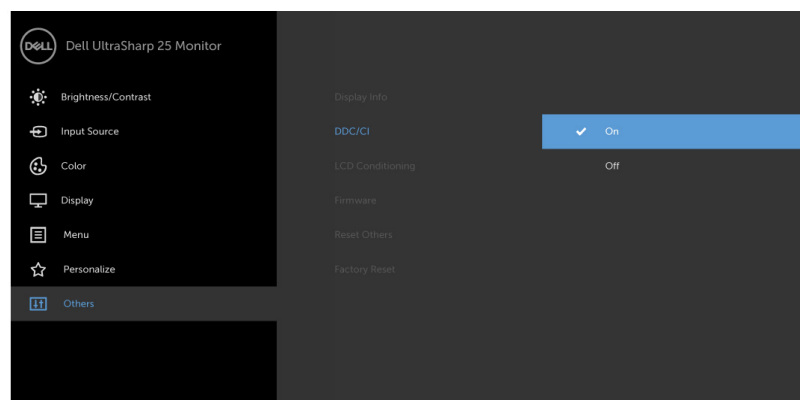 DELL
Dell UltraSharp 25 Monitor
Brightness/Contrast
Input Source
Color
Display
Menu
Personalize
Others
Display Info
DDC/CI
LCD Conditioning
Firmware
Reset Others
Factory Reset
On
Off